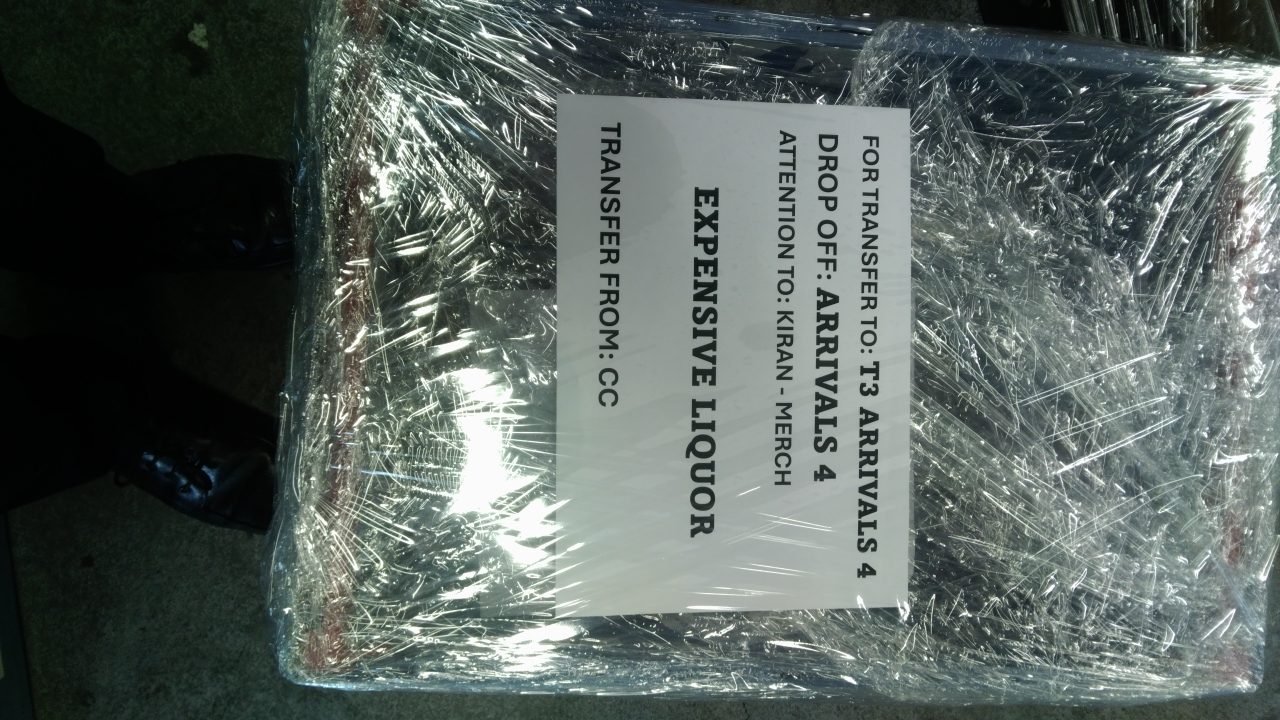 FOR TRANSFER TO: T3 ARRIVALS 4
DROP OFF: ARRIVALS 4
ATTENTION TO: KIRAN - MERCH
EXPENSIVE LIQUOR
TRANSFER FROM: CC